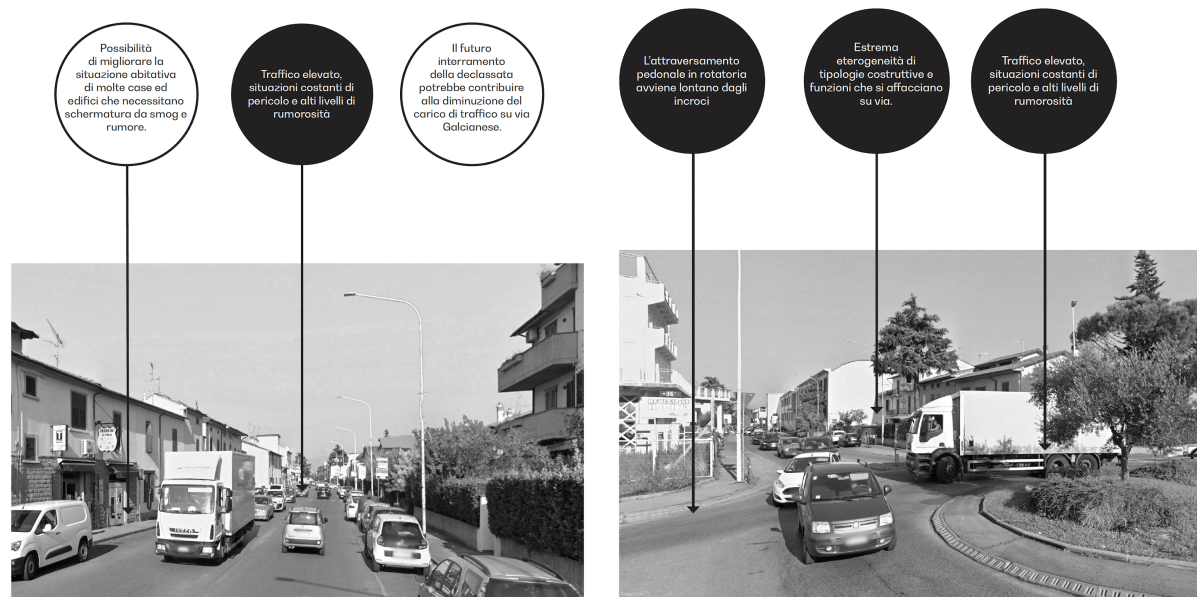 Possibilità
di migliorare la
situazione abitativa
di molte case ed
edifici che necessitano
schermatura da smog e
rumore.
Traffico elevato,
situazioni costanti di
pericolo e alti livelli di
rumorosità
Il futuro
interramento
della declassata
potrebbe contribuire
alla diminuzione del
carico di traffico su via
Galcianese.
L'attraversamento
pedonale in rotatoria
avviene lontano dagli
incroci
Estrema
eterogeneità di
tipologie costruttive e
funzioni che si affacciano
su via.
Traffico elevato,
situazioni costanti di
pericolo e alti livelli di
rumorosità
IVECO